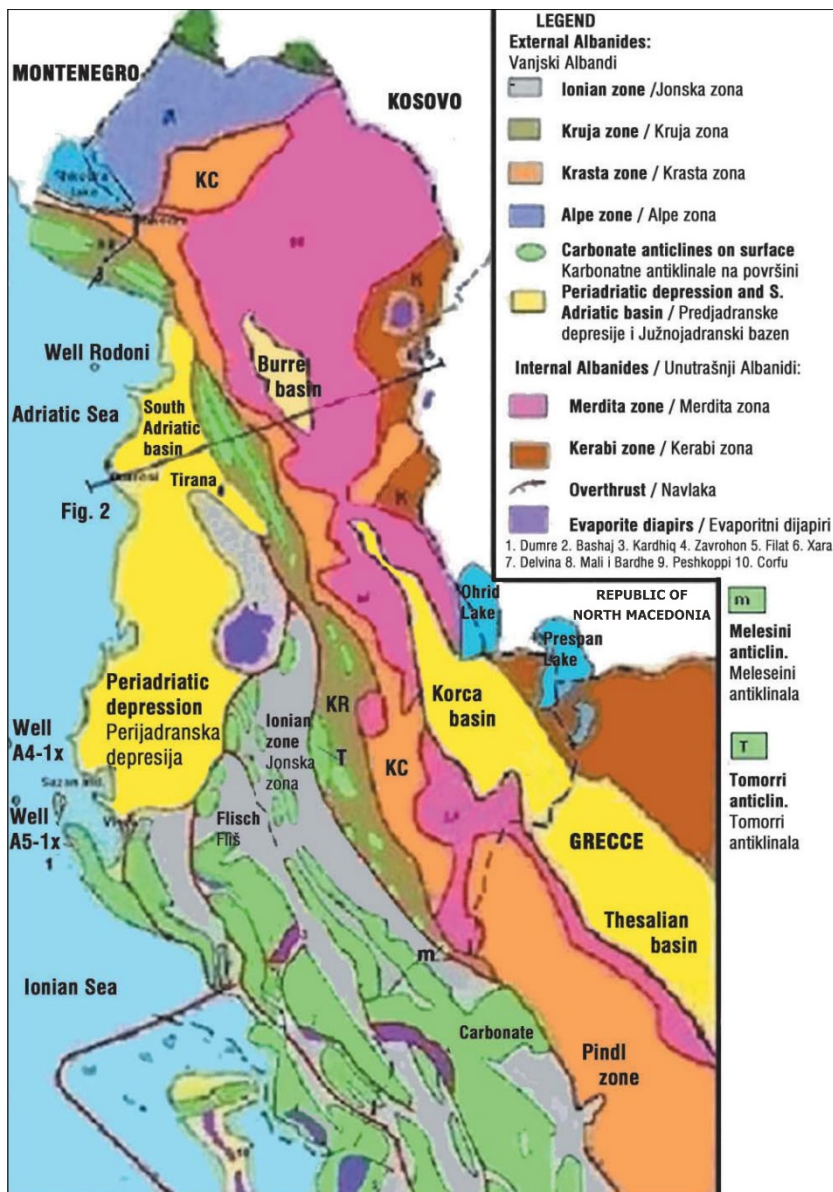 MONTENEGRO
KOSOVO
Shkodra
lake
KC
K
Well Rodoni
Burrel
basin
Adriatic Sea
South
Adriatic
basin
Tirana
Fig. 2
K
Ohrid
Lake
Prespan
Lake
REPUBLIC OF
NORTH MACEDONIA
Periadriatic
depression
Perijadranska
depresija
Ionian
zone
Jonska
zona
KR
T
Korca
basin
KC
Well
A4-1x
Well
A5-1x
1
Flisch
Fliš
GRECCE
Thesalian
basin
m
Ionian Sea
Carbonate
Pindl
zone
LEGEND
External Albanides:
Vanjski Albandi
Ionian zone / Jonska zona
Kruja zone / Kruja zona
Krasta zone / Krasta zona
Alpe zone / Alpe zona
Carbonate anticlines on surface
Karbonatne antiklinale na površini
Periadriatic depression and S.
Adriatic basin / Predjadranske
depresije i Južnojadranski bazen
Internal Albanides / Unutrašnji Albanidi:
Merdita zone / Merdita zona
Kerabi zone / Kerabi zona
Overthrust / Navlaka
Evaporite diapirs / Evaporitni dijapiri
1. Dumre 2. Bashaj 3. Kardhiq 4. Zavrohon 5. Filat 6. Xara
7. Delvina 8. Mali i Bardhe 9. Peshkoppi 10. Corfu
m
Melesini
anticlin.
Meleseini
antiklinala
T
Tomorri
anticlin.
Tomorri
antiklinala